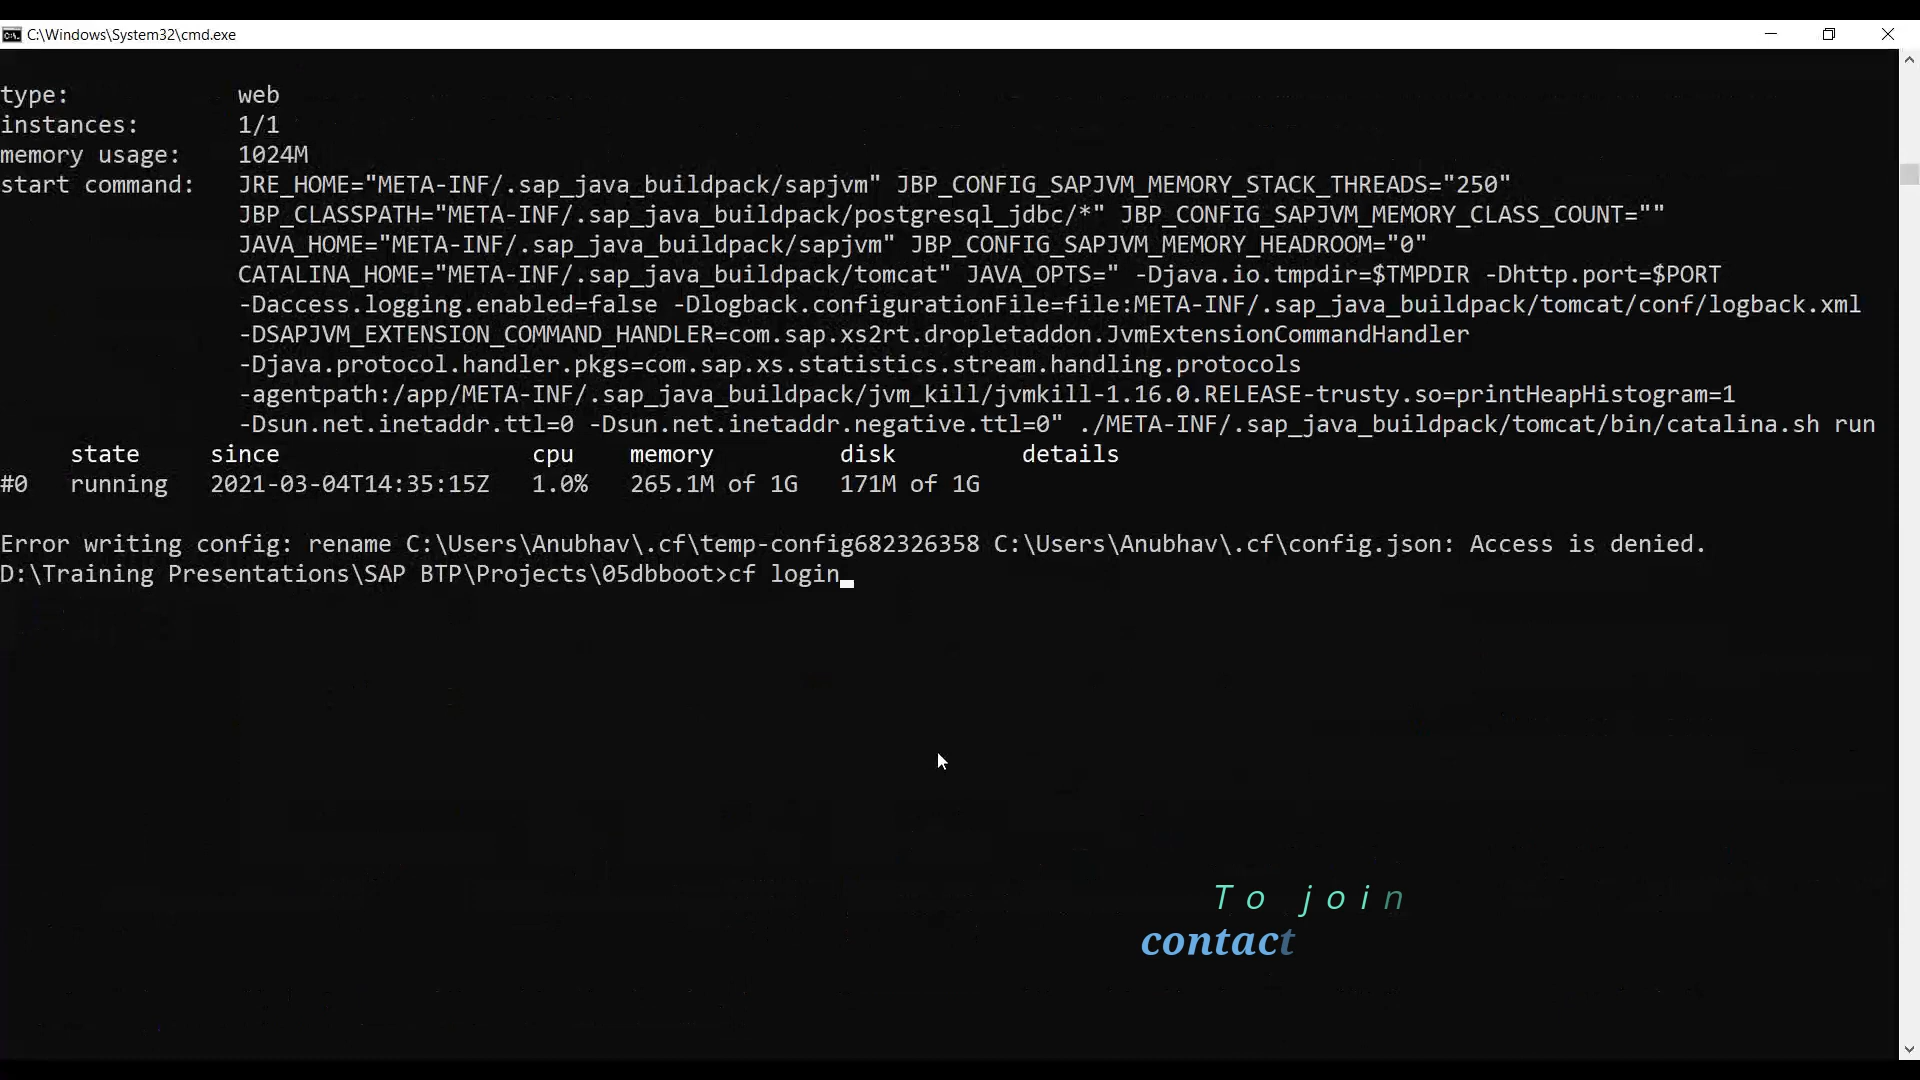 C:\Windows\System32\cmd.exe
type: web
instances: 1/1
memory usage: 1024M
start command: JRE_HOME="META-INF/.sap_java_buildpack/sapjvm" JBP_CONFIG_SAPJVM_MEMORY_STACK_THREADS="250"
JBP_CLASSPATH="META-INF/.sap_java_buildpack/postgresql_jdbc/*" JBP_CONFIG_SAPJVM_MEMORY_CLASS_COUNT=""
JAVA_HOME="META-INF/.sap_java_buildpack/sapjvm" JBP_CONFIG_SAPJVM_MEMORY_HEADROOM="0"
CATALINA_HOME="META-INF/.sap_java_buildpack/tomcat" JAVA_OPTS=" -Djava.io.tmpdir=$TMPDIR -Dhttp.port=$PORT
-Daccess.logging.enabled=false -Dlogback.configurationFile=file:META-INF/.sap_java_buildpack/tomcat/conf/logback.xml
-DSAPJVM_EXTENSION_COMMAND_HANDLER=com.sap.xs2rt.dropletaddon.JvmExtensionCommandHandler
-Djava.protocol.handler.pkgs=com.sap.xs.statistics.stream.handling.protocols
-agentpath:/app/META-INF/.sap_java_buildpack/jvm_kill/jvmkill-1.16.0.RELEASE-trusty.so=printHeapHistogram=1
-Dsun.net.inetaddr.ttl=0 -Dsun.net.inetaddr.negative.ttl=0" ./META-INF/.sap_java_buildpack/tomcat/bin/catalina.sh run
state since cpu memory disk details
#0 running 2021-03-04T14:35:15Z 1.0% 265.1M of 1G 171M of 1G
Error writing config: rename C:\Users\Anubhav\.cf\temp-config682326358 C:\Users\Anubhav\.cf\config.json: Access is denied.
D:\Training Presentations\SAP BTP\Projects\05dbboot>cf login
To join
contact